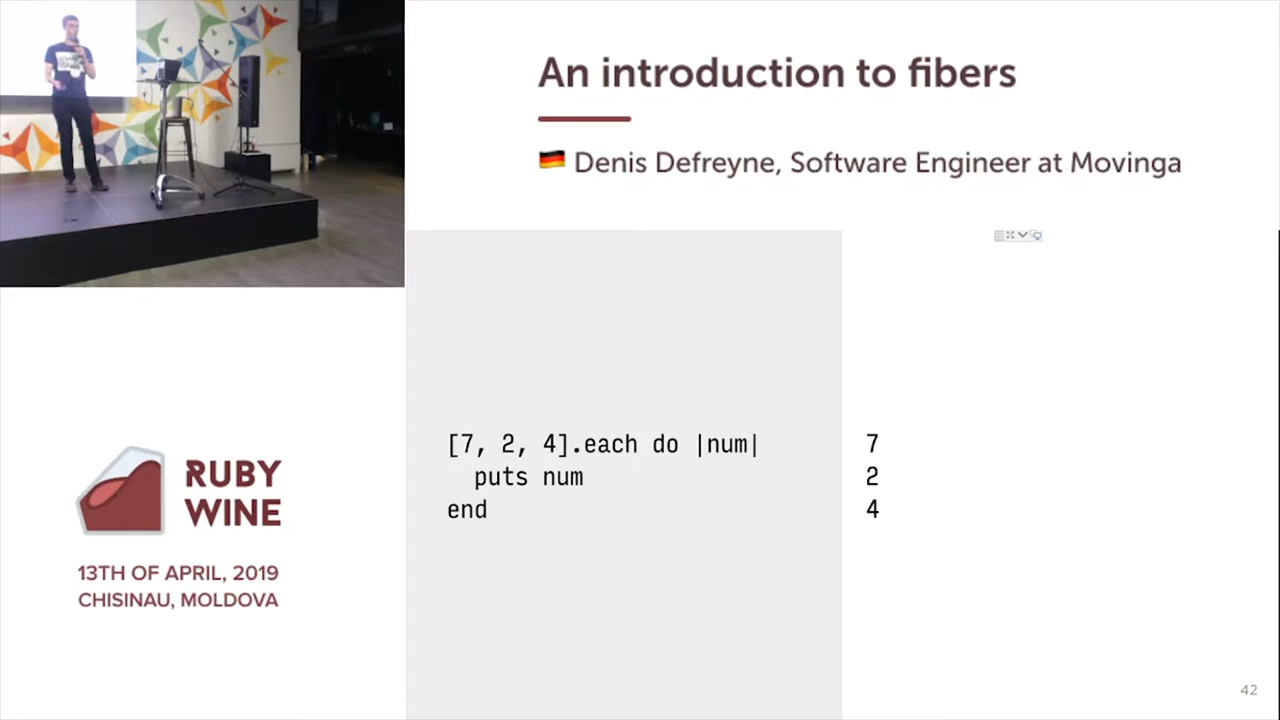 An introduction to fibers
🇩🇪 Denis Defreyne, Software Engineer at Movinga
[7, 2, 4].each do |num|
  puts num
end
7
2
4
RUBY
WINE
13TH OF APRIL, 2019
CHISINAU, MOLDOVA
42